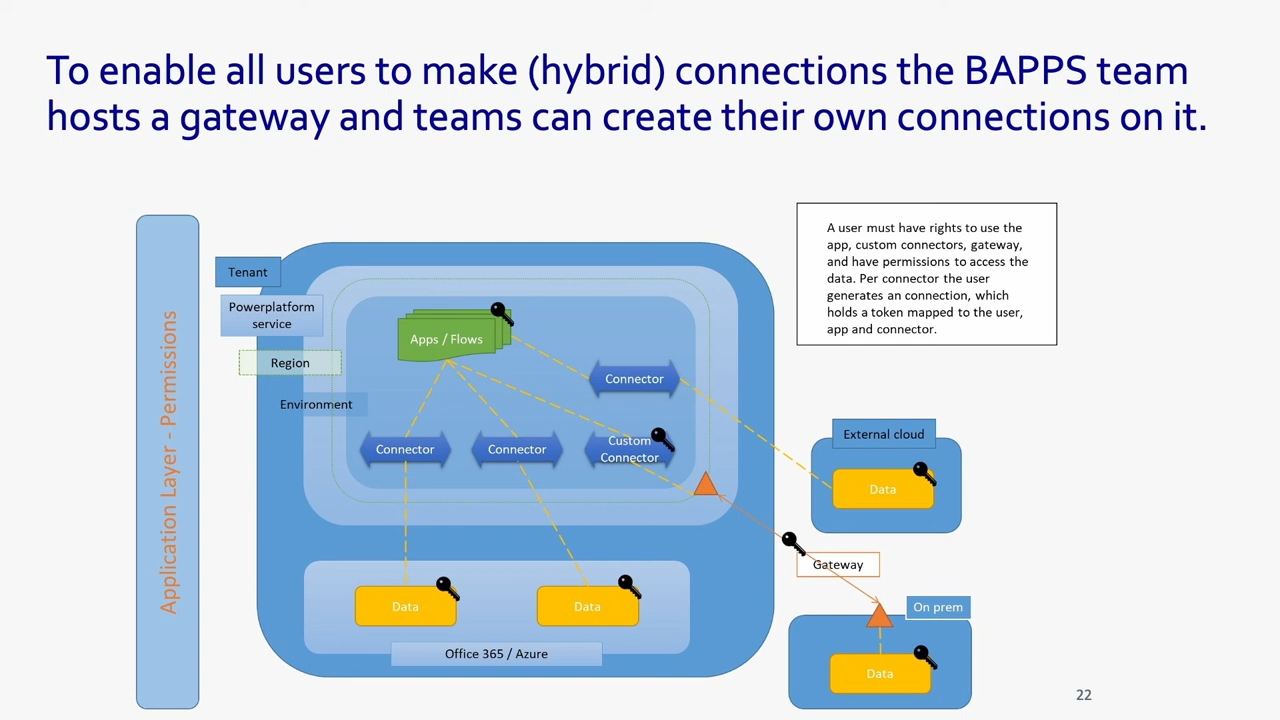 To enable all users to make (hybrid) connections the BAPPS team
hosts a gateway and teams can create their own connections on it.
Application Layer - Permissions
A user must have rights to use the
app, custom connectors, gateway,
and have permissions to access the
data. Per connector the user
generates an connection, which
holds a token mapped to the user,
app and connector.
Tenant
Powerplatform
service
Region
Environment
Apps / Flows
Connector
Connector
Connector
Custom
Connector
External cloud
Data
Gateway
On prem
Data
Data
Data
Office 365 / Azure
22